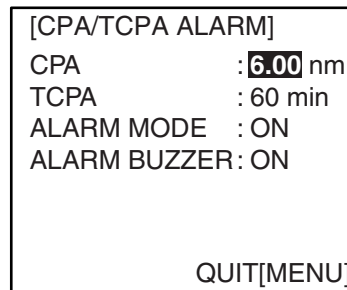 [CPA/TCPA ALARM]
CPA : 6.00 nm
TCPA : 60 min
ALARM MODE : ON
ALARM BUZZER : ON
QUIT[MENU]